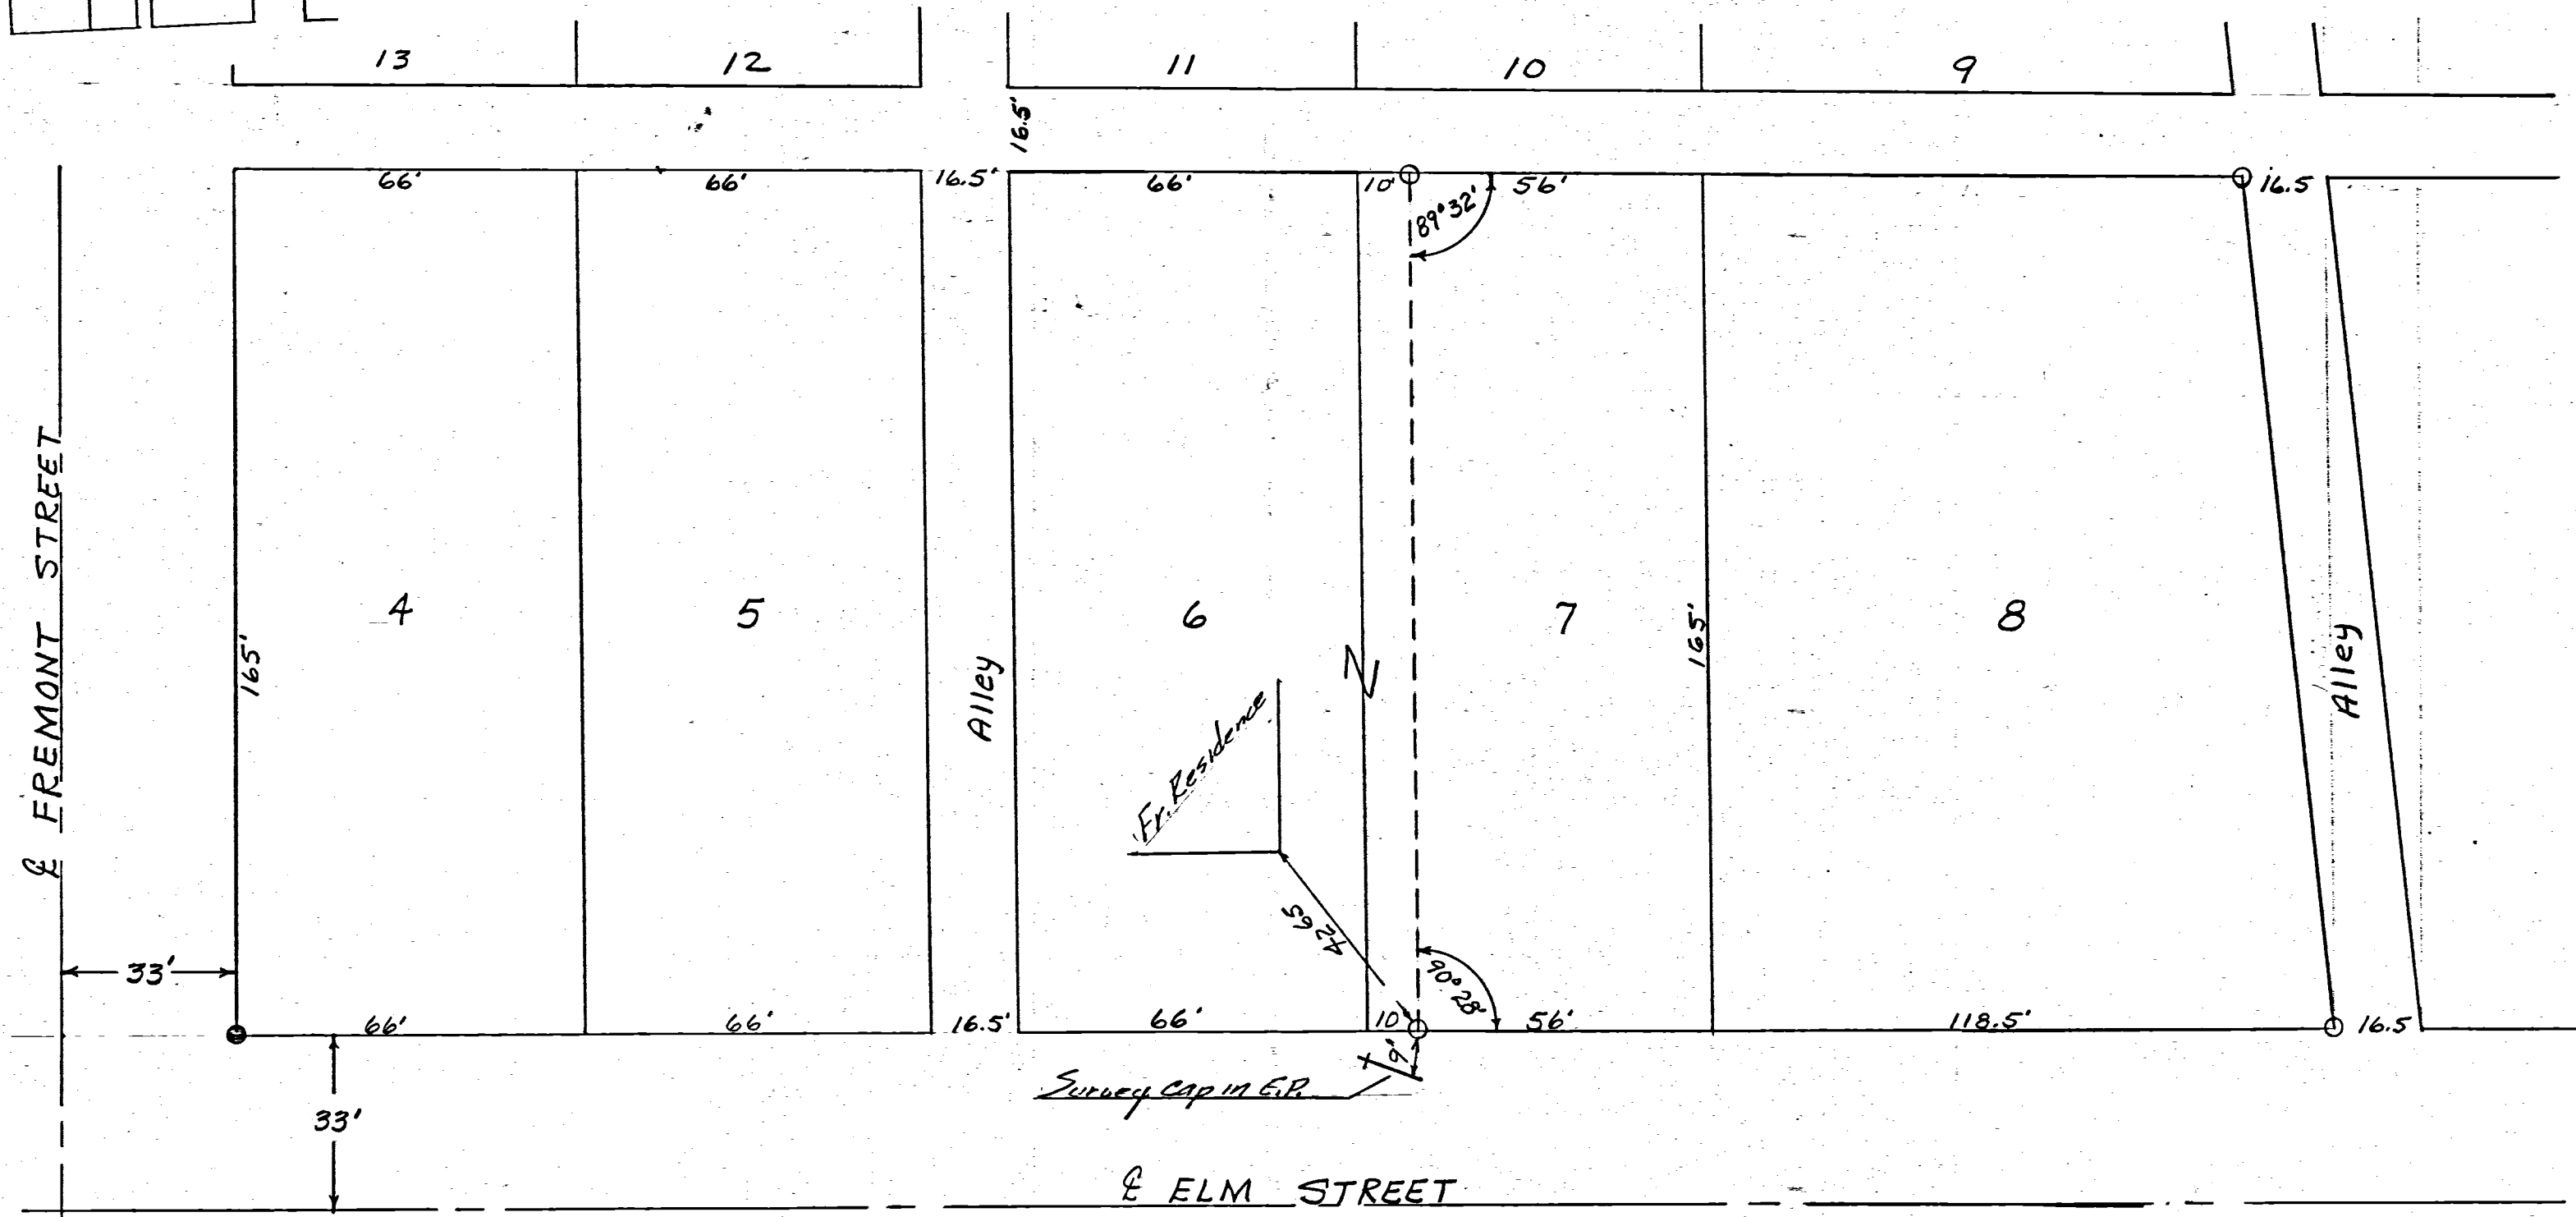 13 12 11 10 9
16.5'
66' 66' 16.5' 66' 10' 56' 16.5
89°32'
℄ FREMONT STREET
4 5 6 7 8
165'
Alley
N
165'
Alley
Fr. Residence
42.65
33'
90°28'
66' 66' 16.5' 66' 10' 56' 118.5' 16.5
9'
Survey cap in E.P.
33'
℄ ELM STREET